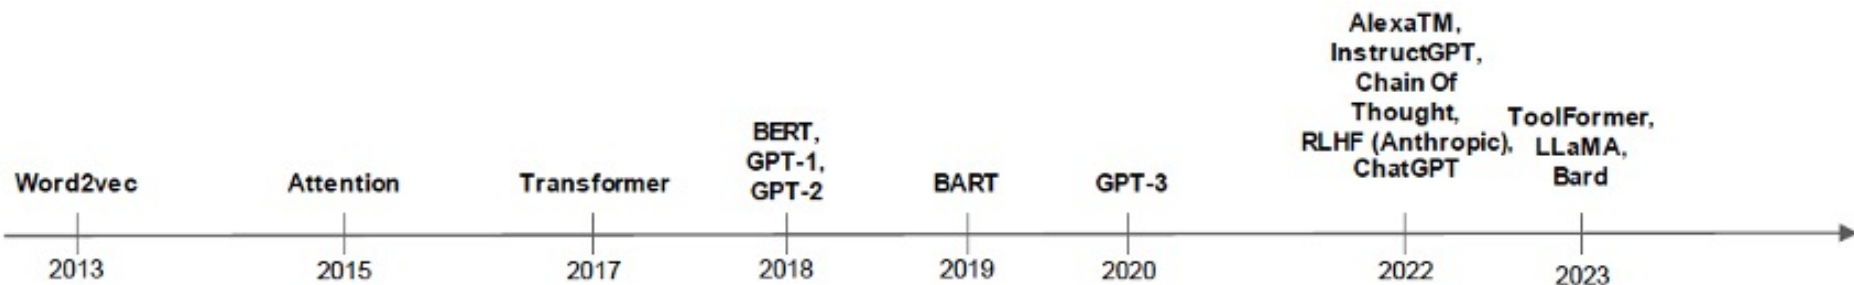 Word2vec
Attention
Transformer
BERT,
GPT-1,
GPT-2
BART
GPT-3
AlexaTM,
InstructGPT,
Chain Of
Thought,
RLHF (Anthropic),
ChatGPT
ToolFormer,
LLaMA,
Bard
2013
2015
2017
2018
2019
2020
2022
2023